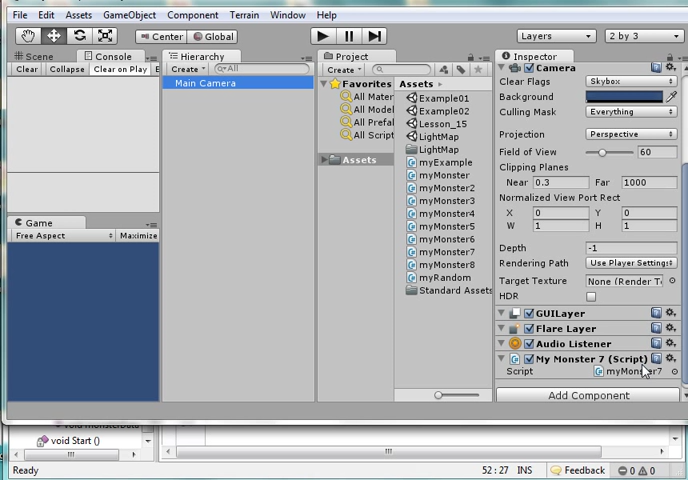 File Edit Assets GameObject Component Terrain Window Help
Center Global Layers 2 by 3
Scene Console Hierarchy Project Inspector
Clear Collapse Clear on Play E
Create All
Create
Main Camera
Favorites
All Mater
All Model
All Prefab
All Script
Assets
Assets
Example01
Example02
Lesson_15
LightMap
LightMap
myExample
myMonster
myMonster2
myMonster3
myMonster4
myMonster5
myMonster6
myMonster7
myMonster8
myRandom
Standard Assets
Game
Free Aspect Maximize
Camera
Clear Flags Skybox
Background
Culling Mask Everything
Projection Perspective
Field of View 60
Clipping Planes
Near 0.3 Far 1000
Normalized View Port Rect
X 0 Y 0
W 1 H 1
Depth -1
Rendering Path Use Player Settings
Target Texture None (Render T
HDR
GUILayer
Flare Layer
Audio Listener
My Monster 7 (Script)
Script myMonster7
Add Component
void Start ()
Ready 52 : 27 INS Feedback 0 0